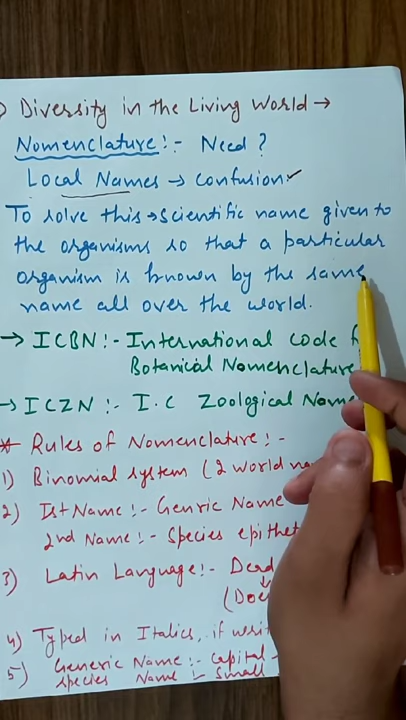 Diversity in the Living World →
Nomenclature :- Need ?
Local Names → Confusion ✓
To solve this → Scientific name given to
the organisms so that a particular
organism is known by the same
name all over the world.
→ ICBN :- International Code
Botanical Nomenclature
→ ICZN :- I.C Zoological
* Rules of Nomenclature :-
1) Binomial system (2 world
2) Ist Name :- Genric Name
2nd Name :- Species epithet
3) Latin Language :- Dead
4) Typed in Italics, if
5) Generic Name :- Capital
Species Name :- Small